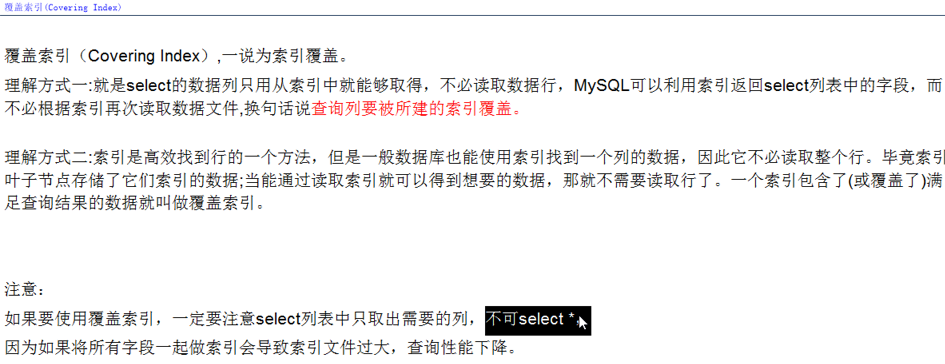 覆盖索引(Covering Index)
覆盖索引（Covering Index）,一说为索引覆盖。
理解方式一:就是select的数据列只用从索引中就能够取得，不必读取数据行，MySQL可以利用索引返回select列表中的字段，而
不必根据索引再次读取数据文件,换句话说查询列要被所建的索引覆盖。
理解方式二:索引是高效找到行的一个方法，但是一般数据库也能使用索引找到一个列的数据，因此它不必读取整个行。毕竟索引
叶子节点存储了它们索引的数据;当能通过读取索引就可以得到想要的数据，那就不需要读取行了。一个索引包含了(或覆盖了)满
足查询结果的数据就叫做覆盖索引。
注意：
如果要使用覆盖索引，一定要注意select列表中只取出需要的列，不可select *，
因为如果将所有字段一起做索引会导致索引文件过大，查询性能下降。